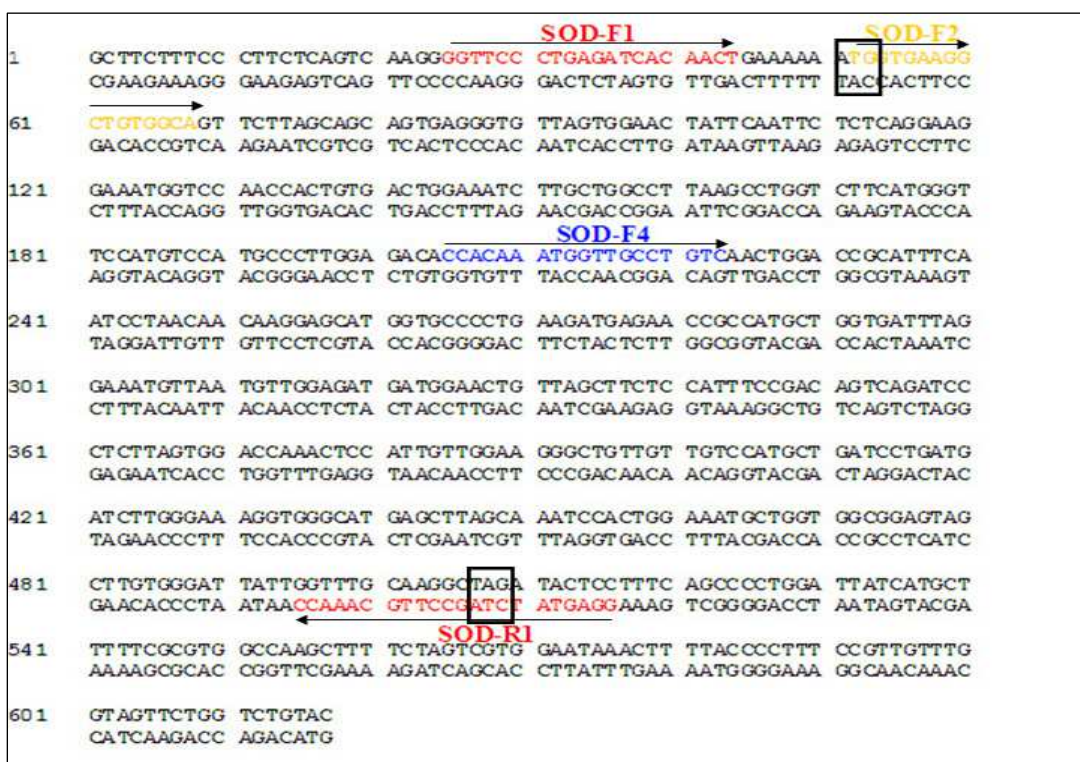 SOD-F1 SOD-F2
1 GCTTCTTTCC CTTCTCAGTC AAGGGGTTCC CTGAGATCAC AACTGAAAAA ATGGTGAAGG
CGAAGAAAGG GAAGAGTCAG TTCCCCAAGG GACTCTAGTG TTGACTTTTT TACCACTTCC
61 CTGTGGCAGT TCTTAGCAGC AGTGAGGGTG TTAGTGGAAC TATTCAATTC TCTCAGGAAG
GACACCGTCA AGAATCGTCG TCACTCCCAC AATCACCTTG ATAAGTTAAG AGAGTCCTTC
121 GAAATGGTCC AACCACTGTG ACTGGAAATC TTGCTGGCCT TAAGCCTGGT CTTCATGGGT
CTTTACCAGG TTGGTGACAC TGACCTTTAG AACGACCGGA ATTCGGACCA GAAGTACCCA
SOD-F4
181 TCCATGTCCA TGCCCTTGGA GACACCACAA ATGGTTGCCT GTCAACTGGA CCGCATTTCA
AGGTACAGGT ACGGGAACCT CTGTGGTGTT TACCAACGGA CAGTTGACCT GGCGTAAAGT
241 ATCCTAACAA CAAGGAGCAT GGTGCCCCTG AAGATGAGAA CCGCCATGCT GGTGATTTAG
TAGGATTGTT GTTCCTCGTA CCACGGGGAC TTCTACTCTT GGCGGTACGA CCACTAAATC
301 GAAATGTTAA TGTTGGAGAT GATGGAACTG TTAGCTTCTC CATTTCCGAC AGTCAGATCC
CTTTACAATT ACAACCTCTA CTACCTTGAC AATCGAAGAG GTAAAGGCTG TCAGTCTAGG
361 CTCTTAGTGG ACCAAACTCC ATTGTTGGAA GGGCTGTTGT TGTCCATGCT GATCCTGATG
GAGAATCACC TGGTTTGAGG TAACAACCTT CCCGACAACA ACAGGTACGA CTAGGACTAC
421 ATCTTGGGAA AGGTGGGCAT GAGCTTAGCA AATCCACTGG AAATGCTGGT GGCGGAGTAG
TAGAACCCTT TCCACCCGTA CTCGAATCGT TTAGGTGACC TTTACGACCA CCGCCTCATC
481 CTTGTGGGAT TATTGGTTTG CAAGGCTAGA TACTCCTTTC AGCCCCTGGA TTATCATGCT
GAACACCCTA ATAACCAAAC GTTCCGATCT ATGAGGAAAG TCGGGGACCT AATAGTACGA
SOD-R1
541 TTTTCGCGTG GCCAAGCTTT TCTAGTCGTG GAATAAACTT TTACCCCTTT CCGTTGTTTG
AAAAGCGCAC CGGTTCGAAA AGATCAGCAC CTTATTTGAA AATGGGGAAA GGCAACAAAC
601 GTAGTTCTGG TCTGTAC
CATCAAGACC AGACATG